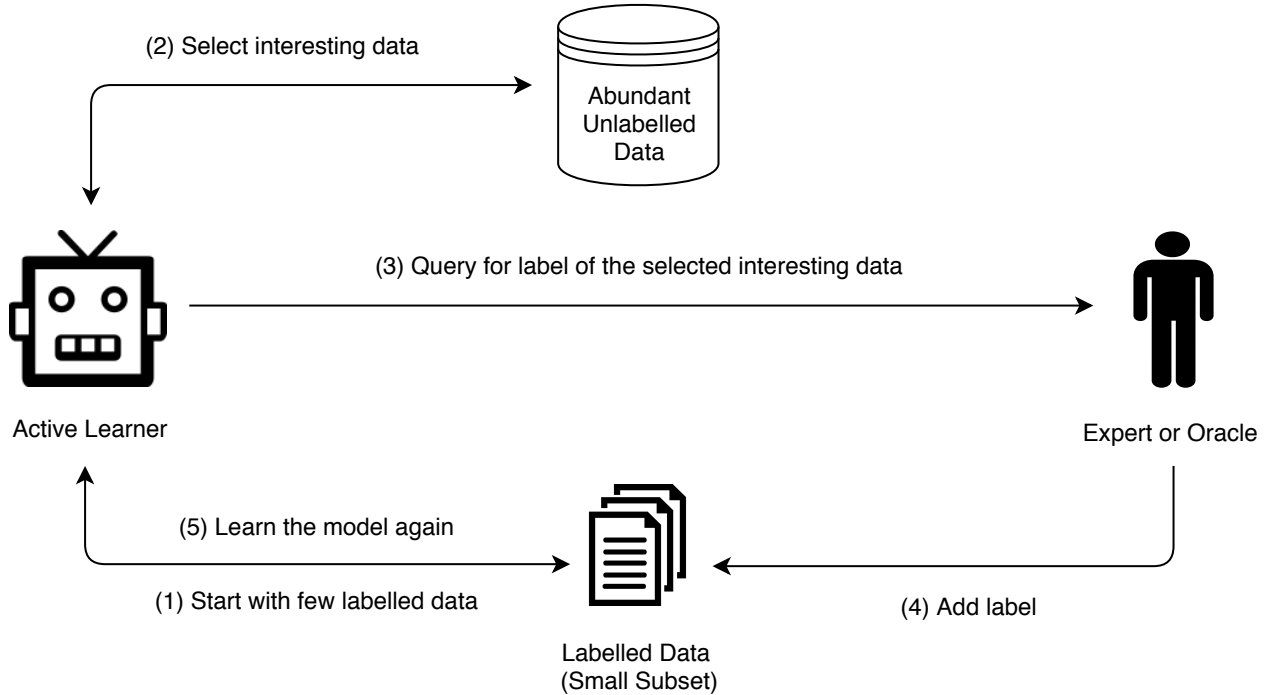 (2) Select interesting data
Abundant
Unlabelled
Data
(3) Query for label of the selected interesting data
Active Learner
Expert or Oracle
(5) Learn the model again
(1) Start with few labelled data
(4) Add label
Labelled Data
(Small Subset)